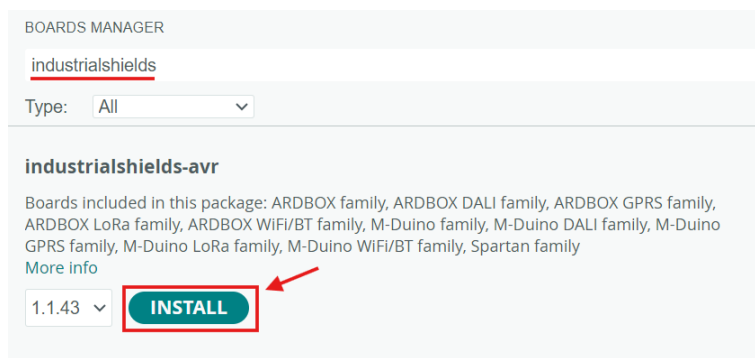 BOARDS MANAGER
industrialshields
Type: All
industrialshields-avr
Boards included in this package: ARDBOX family, ARDBOX DALI family, ARDBOX GPRS family,
ARDBOX LoRa family, ARDBOX WiFi/BT family, M-Duino family, M-Duino DALI family, M-Duino
GPRS family, M-Duino LoRa family, M-Duino WiFi/BT family, Spartan family
More info
1.1.43 INSTALL